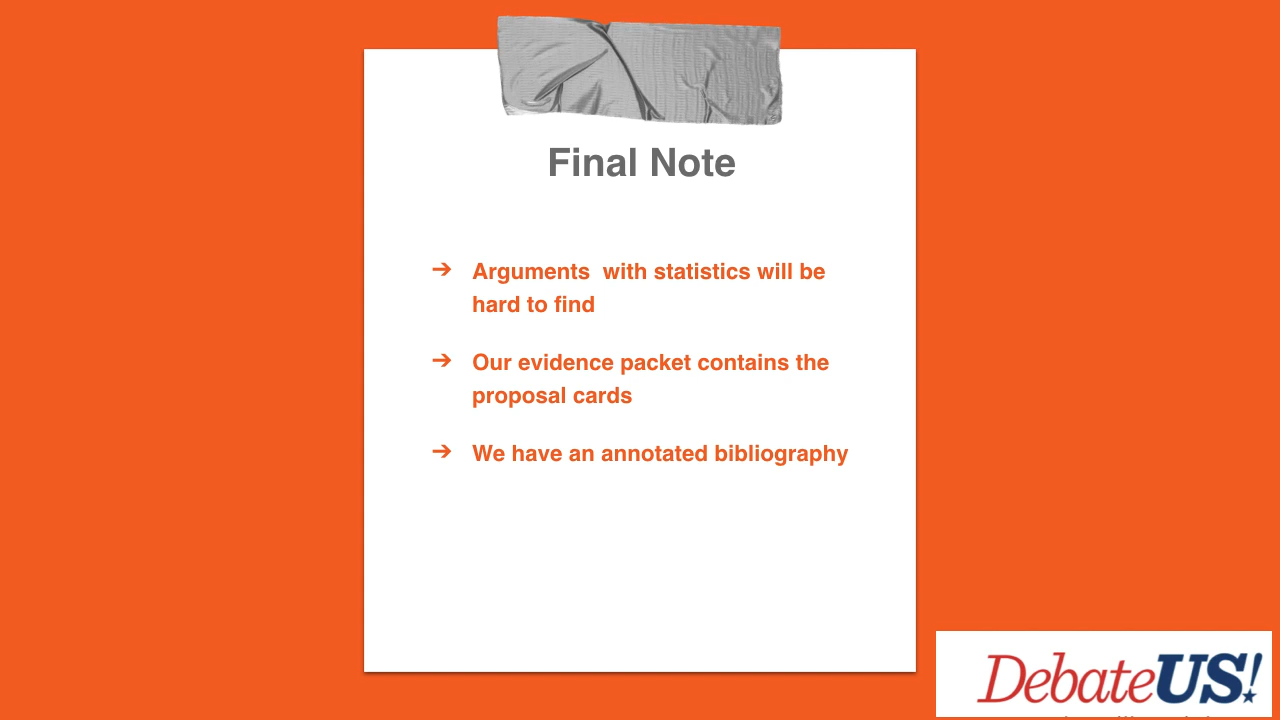 Final Note
➔ Arguments  with statistics will be
hard to find
➔ Our evidence packet contains the
proposal cards
➔ We have an annotated bibliography
DebateUS!